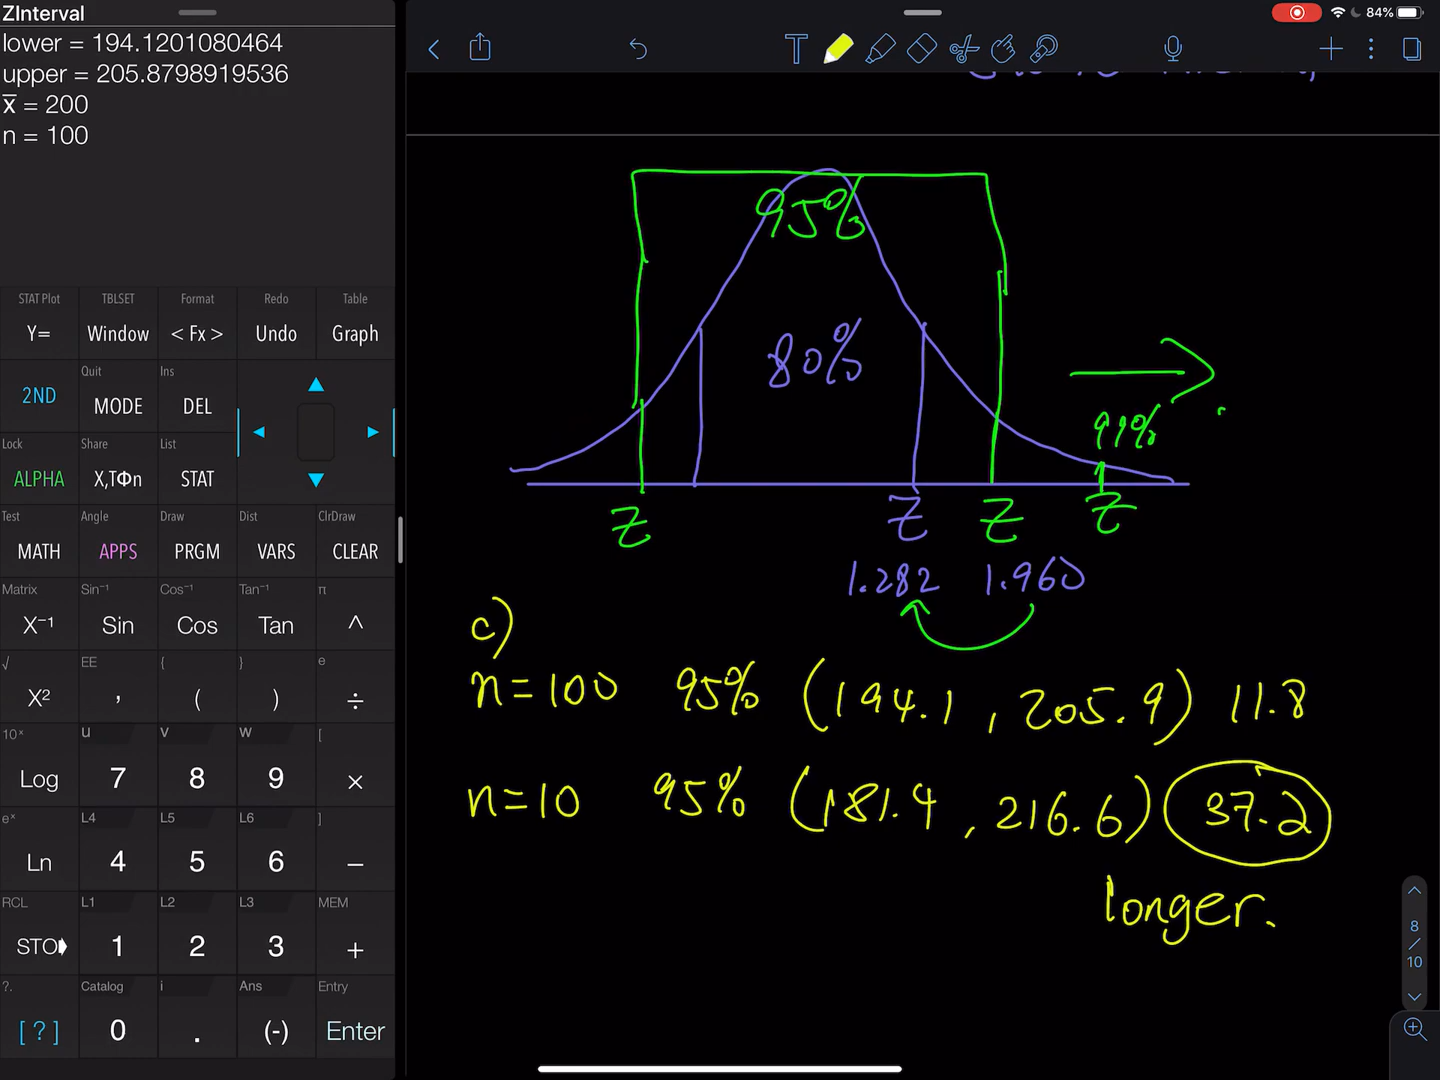 ZInterval
lower = 194.1201080464
upper = 205.8798919536
x̅ = 200
n = 100
STAT Plot TBLSET Format Redo Table
Y= Window < Fx > Undo Graph
Quit Ins
2ND MODE DEL
Lock Share List
ALPHA X,TΦn STAT
Test Angle Draw Dist ClrDraw
MATH APPS PRGM VARS CLEAR
Matrix Sin⁻¹ Cos⁻¹ Tan⁻¹ π
X⁻¹ Sin Cos Tan ^
√ EE { } e
X² , ( ) ÷
10ˣ u v w [
Log 7 8 9 ×
eˣ L4 L5 L6 ]
Ln 4 5 6 −
RCL L1 L2 L3 MEM
STO 1 2 3 +
?. Catalog i Ans Entry
[ ? ] 0 . (-) Enter
84%
T
95%
80%
99%
Z Z Z Z
1.282 1.960
c)
n=100 95% (194.1 , 205.9) 11.8
n=10 95% (181.4 , 216.6) 37.2
longer.
8
/
10